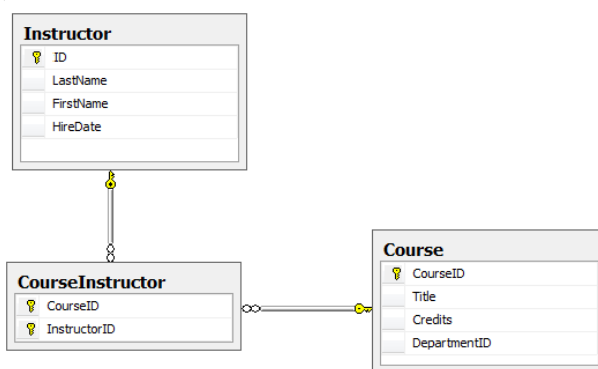 Instructor
ID
LastName
FirstName
HireDate
CourseInstructor
CourseID
InstructorID
Course
CourseID
Title
Credits
DepartmentID